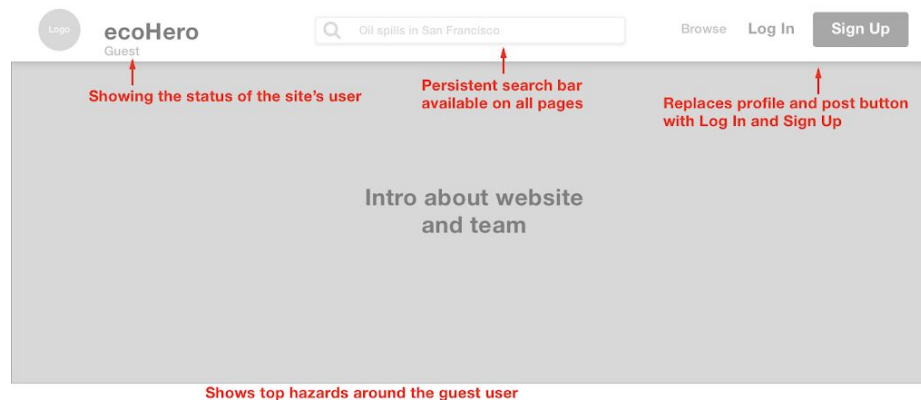 Logo
ecoHero
Guest
Oil spills in San Francisco
Browse
Log In
Sign Up
Showing the status of the site's user
Persistent search bar
available on all pages
Replaces profile and post button
with Log In and Sign Up
Intro about website
and team
Shows top hazards around the guest user